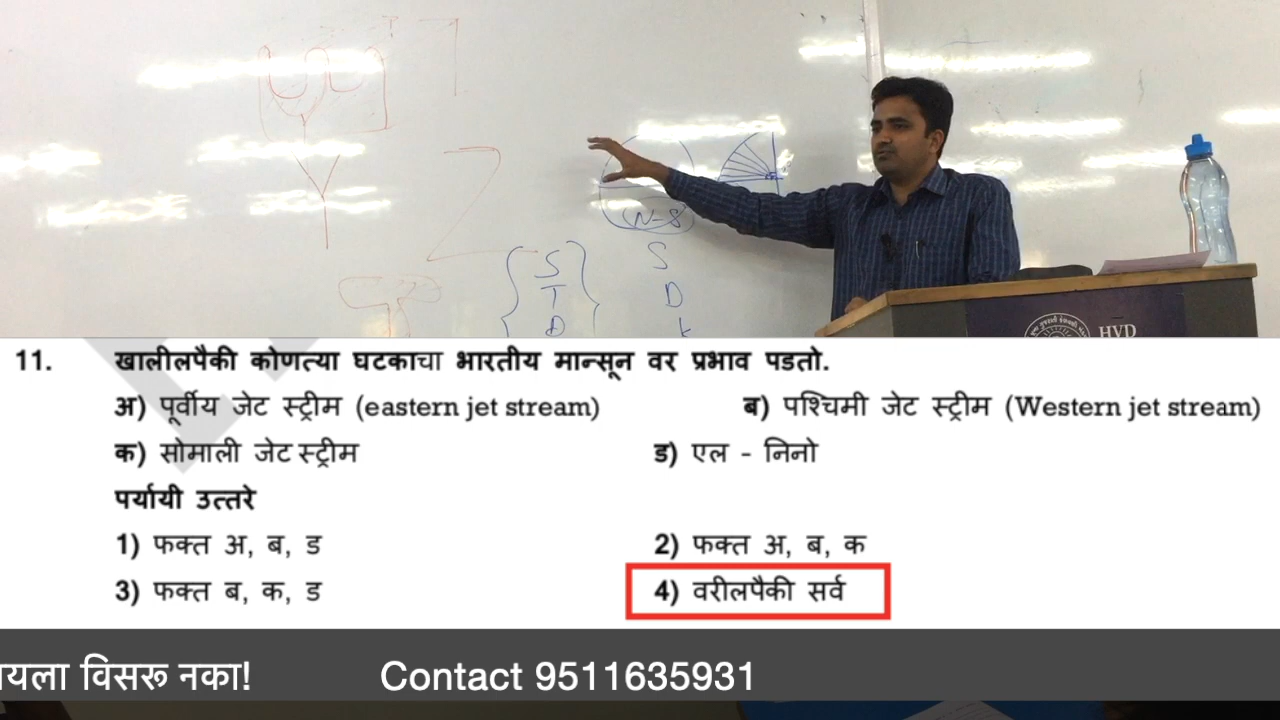 (N-S)
S
S
T
D
D
k
HVD
11. खालीलपैकी कोणत्या घटकाचा भारतीय मान्सून वर प्रभाव पडतो.
अ) पूर्वीय जेट स्ट्रीम (eastern jet stream) ब) पश्चिमी जेट स्ट्रीम (Western jet stream)
क) सोमाली जेट स्ट्रीम ड) एल - निनो
पर्यायी उत्तरे
1) फक्त अ, ब, ड 2) फक्त अ, ब, क
3) फक्त ब, क, ड 4) वरीलपैकी सर्व
यला विसरू नका! Contact 9511635931